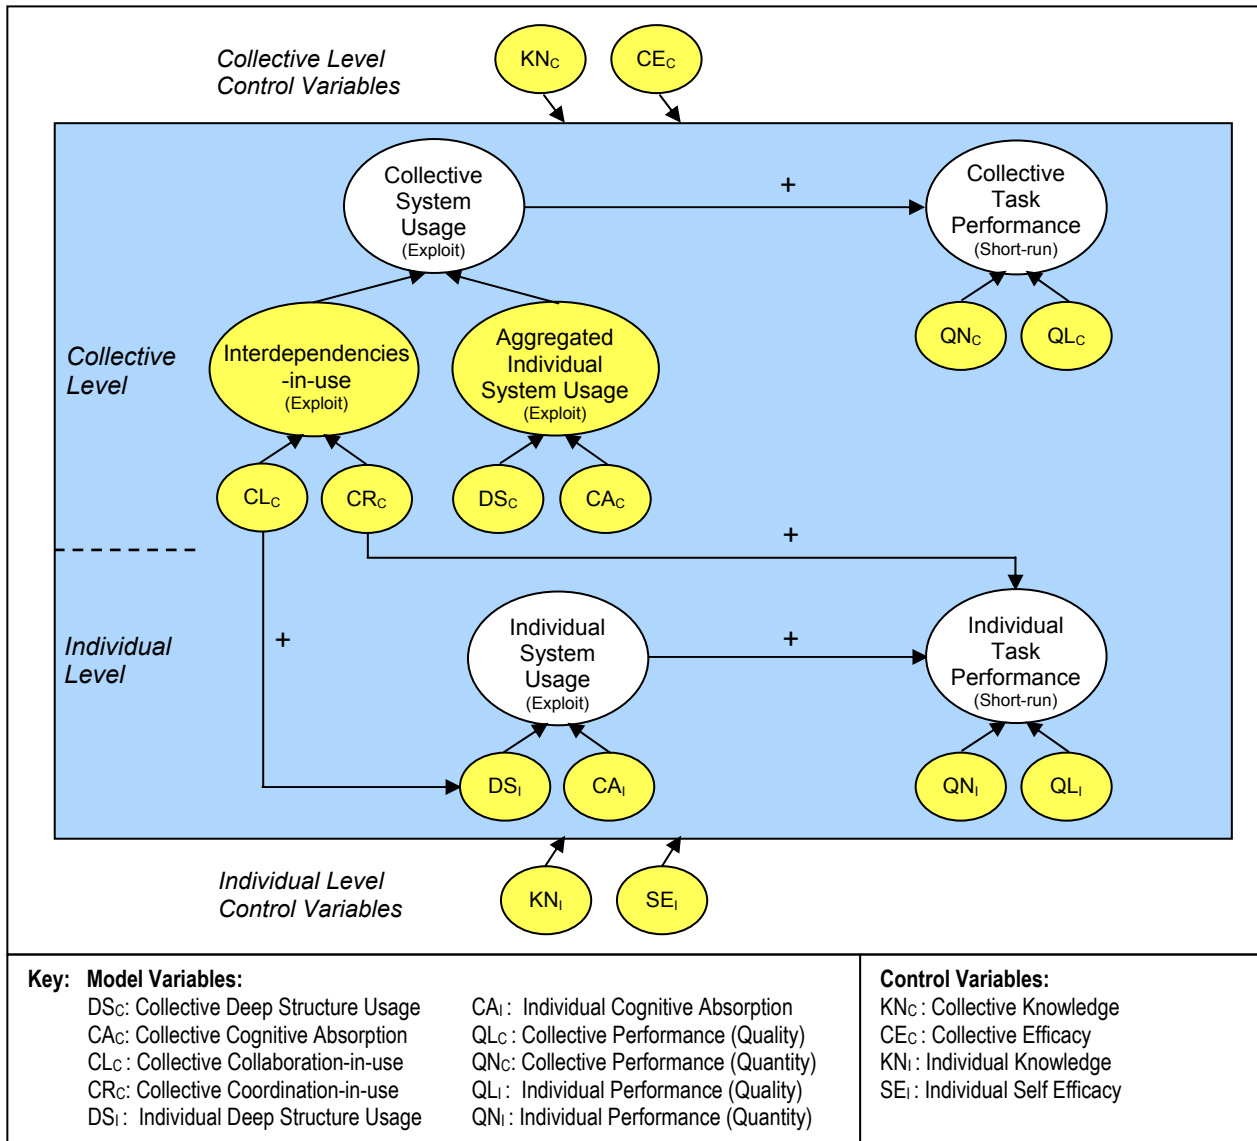 Collective Level
Control Variables
KNC
CEC
Collective
System
Usage
(Exploit)
+
Collective
Task
Performance
(Short-run)
QNC
QLC
Collective
Level
Interdependencies
-in-use
(Exploit)
Aggregated
Individual
System Usage
(Exploit)
CLC
CRC
DSC
CAC
+
Individual
Level
+
Individual
System
Usage
(Exploit)
+
Individual
Task
Performance
(Short-run)
DSI
CAI
QNI
QLI
Individual Level
Control Variables
KNI
SEI
Key: Model Variables:
DSC: Collective Deep Structure Usage
CAC: Collective Cognitive Absorption
CLC: Collective Collaboration-in-use
CRC: Collective Coordination-in-use
DSI : Individual Deep Structure Usage
CAI : Individual Cognitive Absorption
QLC : Collective Performance (Quality)
QNC: Collective Performance (Quantity)
QLI : Individual Performance (Quality)
QNI : Individual Performance (Quantity)
Control Variables:
KNC : Collective Knowledge
CEC : Collective Efficacy
KNI : Individual Knowledge
SEI : Individual Self Efficacy